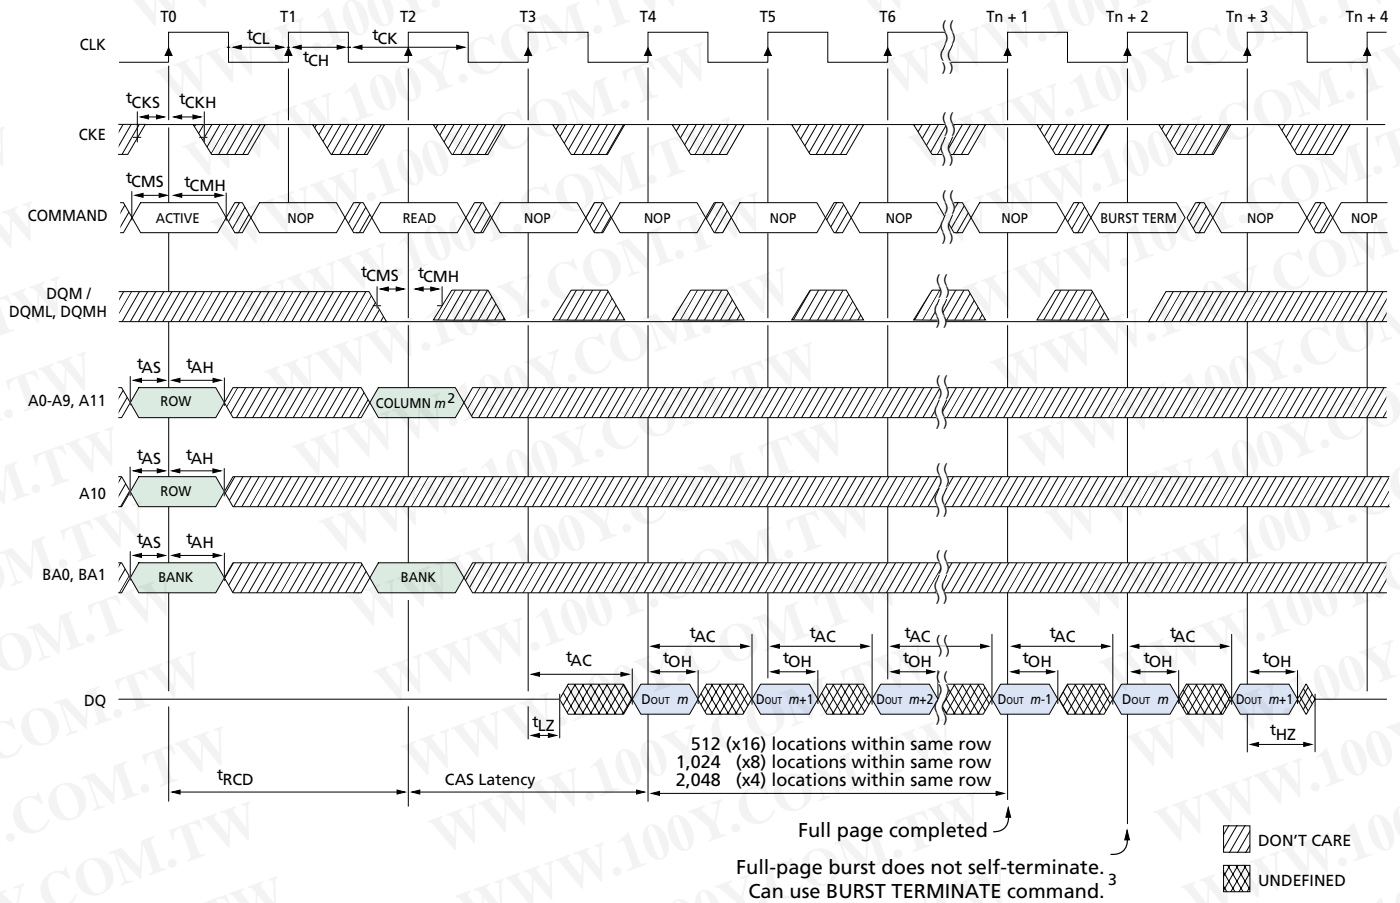 T0 T1 T2 T3 T4 T5 T6 Tn + 1 Tn + 2 Tn + 3 Tn + 4
CLK tCL tCH tCK
tCKS tCKH
CKE
tCMS tCMH
COMMAND ACTIVE NOP READ NOP NOP NOP NOP NOP BURST TERM NOP NOP
tCMS tCMH
DQM /
DQML, DQMH
tAS tAH
A0-A9, A11 ROW COLUMN m2
tAS tAH
A10 ROW
tAS tAH
BA0, BA1 BANK BANK
tAC tAC tAC tAC tAC tAC
tOH tOH tOH tOH tOH tOH
DQ DOUT m DOUT m+1 DOUT m+2 DOUT m-1 DOUT m DOUT m+1
tLZ tHZ
512 (x16) locations within same row
1,024 (x8) locations within same row
2,048 (x4) locations within same row
tRCD CAS Latency
Full page completed
Full-page burst does not self-terminate.
Can use BURST TERMINATE command. 3
DON'T CARE
UNDEFINED
WWW.100Y.COM.TW